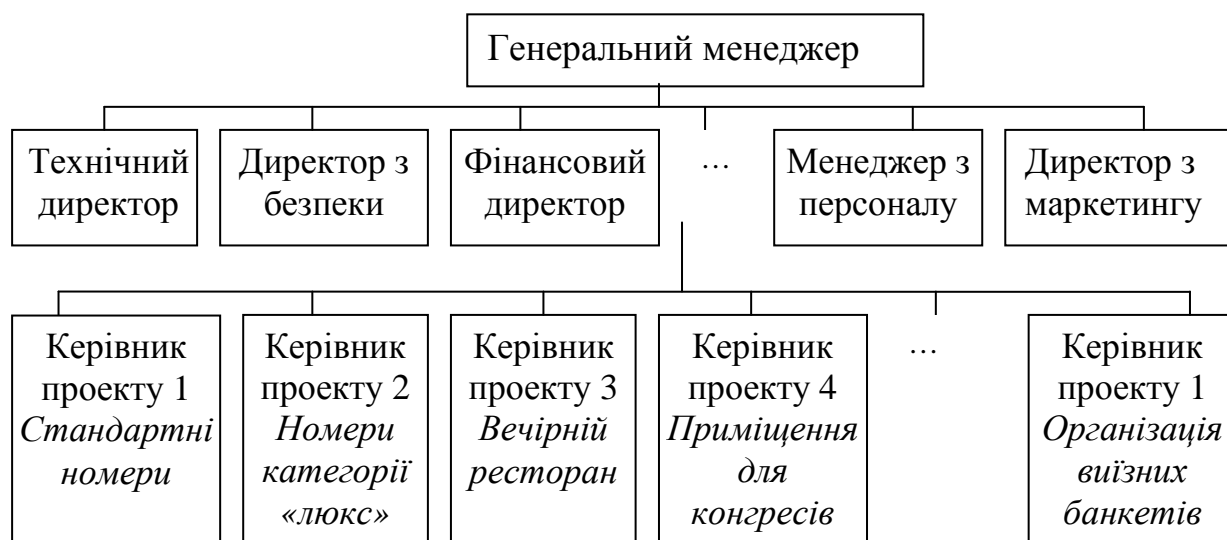 Генеральний менеджер
Технічний
директор
Директор з
безпеки
Фінансовий
директор
...
Менеджер з
персоналу
Директор з
маркетингу
Керівник
проекту 1
Стандартні
номери
Керівник
проекту 2
Номери
категорії
«люкс»
Керівник
проекту 3
Вечірній
ресторан
Керівник
проекту 4
Приміщення
для
конгресів
...
Керівник
проекту 1
Організація
виїзних
банкетів